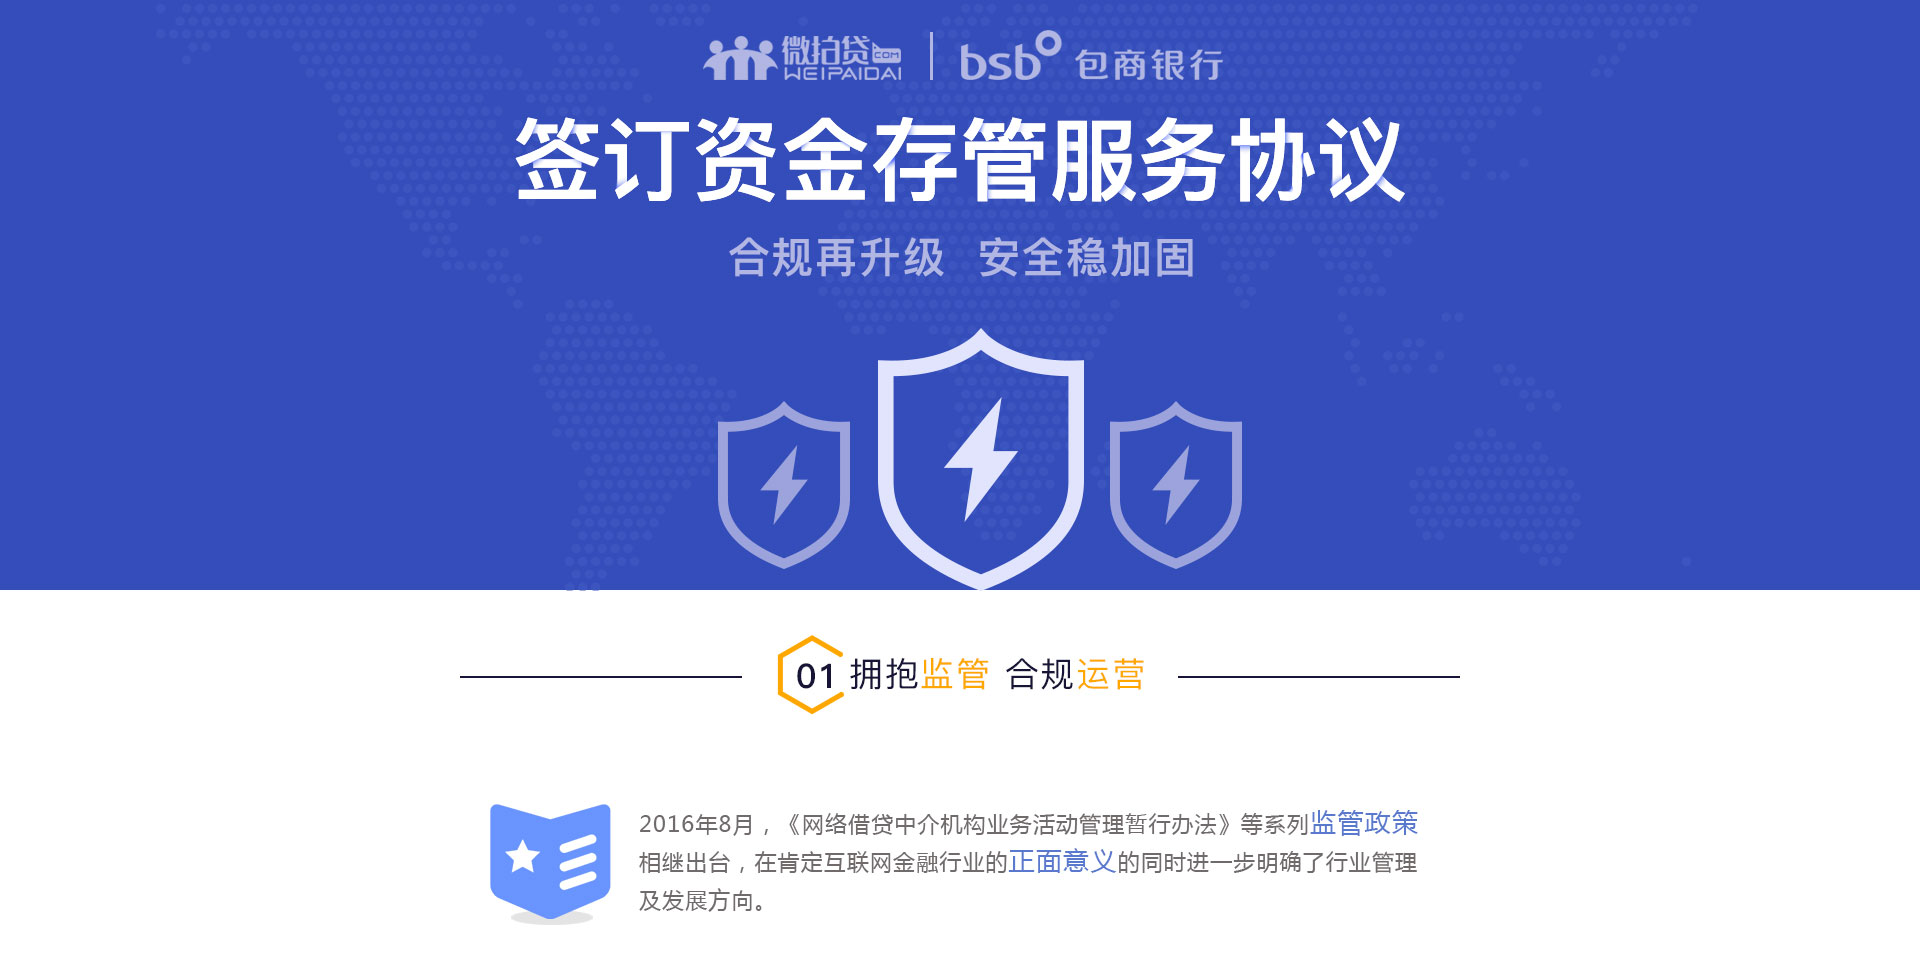 微拍贷.COM
WEIPAIDAI
bsb 包商银行
签订资金存管服务协议
合规再升级 安全稳加固
01 拥抱监管 合规运营
2016年8月，《网络借贷中介机构业务活动管理暂行办法》等系列监管政策
相继出台，在肯定互联网金融行业的正面意义的同时进一步明确了行业管理
及发展方向。